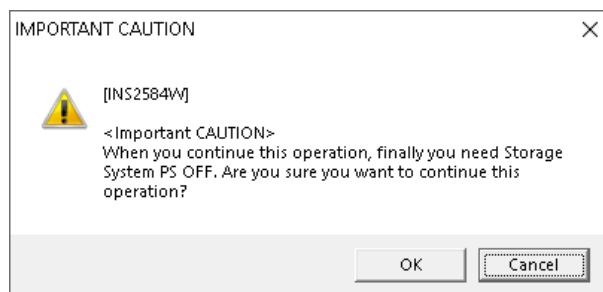 IMPORTANT CAUTION
[INS2584W]
<Important CAUTION>
When you continue this operation, finally you need Storage
System PS OFF. Are you sure you want to continue this
operation?
OK
Cancel